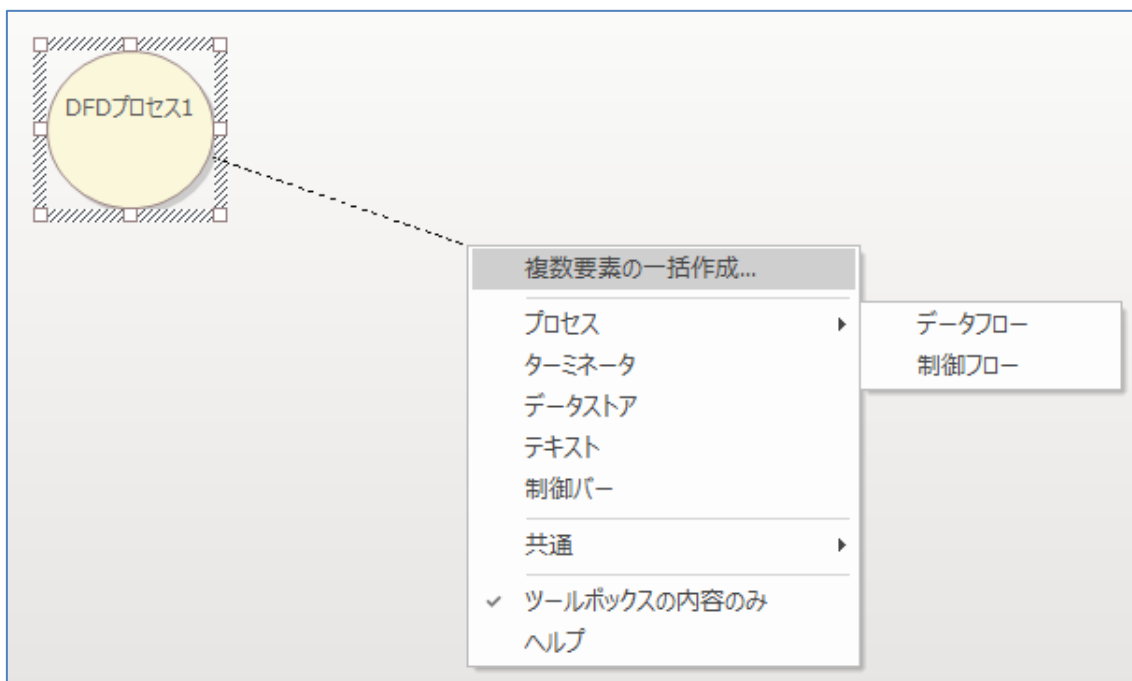 DFDプロセス1
複数要素の一括作成...
プロセス
データフロー
ターミネータ
制御フロー
データストア
テキスト
制御バー
共通
ツールボックスの内容のみ
ヘルプ